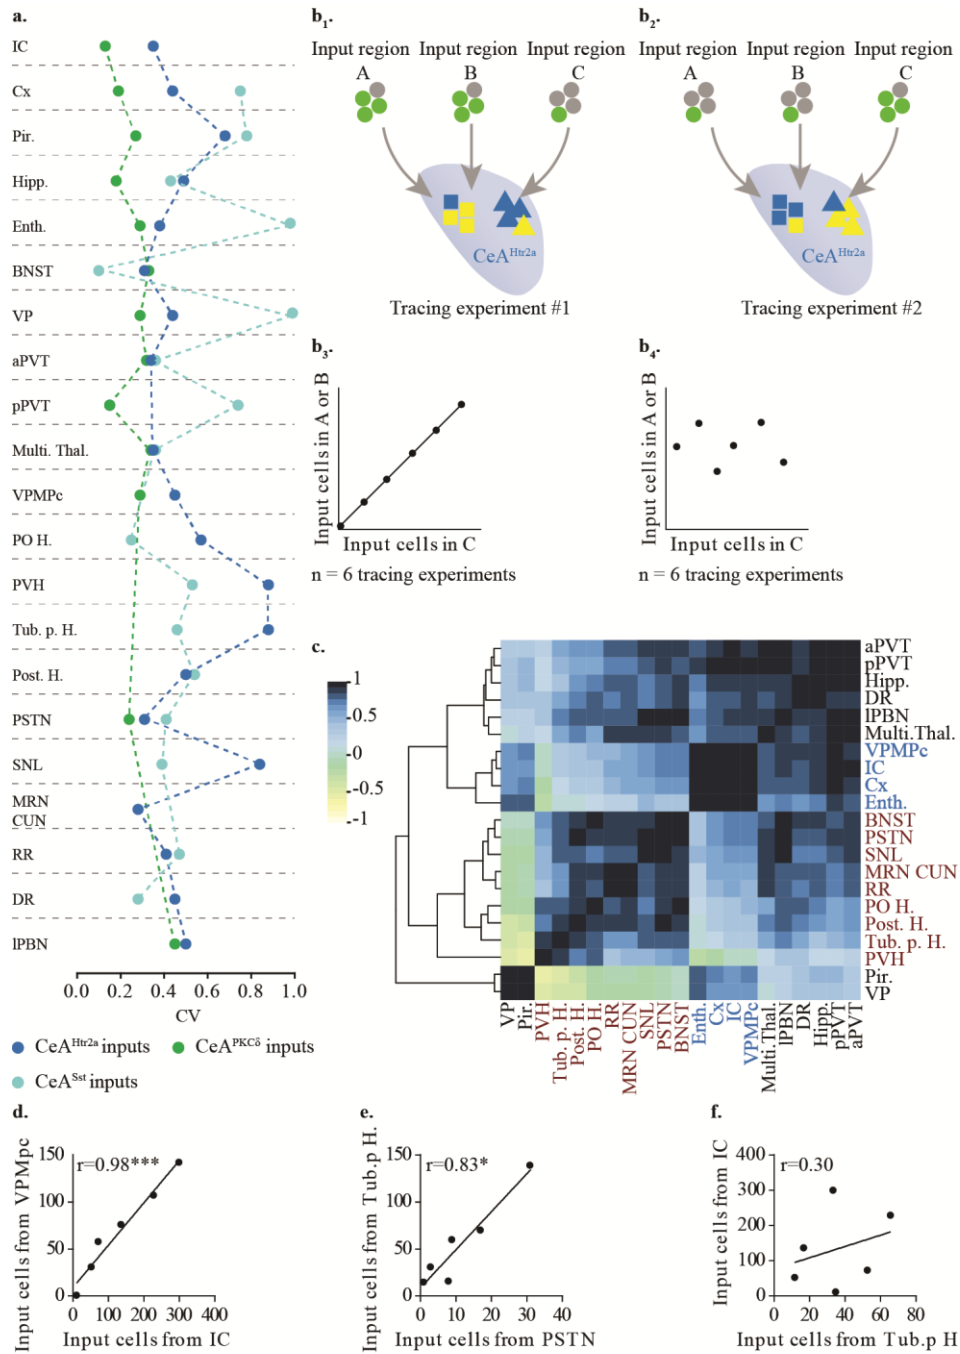 a.
IC
Cx
Pir.
Hipp.
Enth.
BNST
VP
aPVT
pPVT
Multi. Thal.
VPMPc
PO H.
PVH
Tub. p. H.
Post. H.
PSTN
SNL
MRN
CUN
RR
DR
lPBN
0.0 0.2 0.4 0.6 0.8 1.0
CV
CeAHtr2a inputs
CeAPKCδ inputs
CeASst inputs
b1.
Input region Input region Input region
A B C
CeAHtr2a
Tracing experiment #1
b2.
Input region Input region Input region
A B C
CeAHtr2a
Tracing experiment #2
b3.
Input cells in A or B
Input cells in C
n = 6 tracing experiments
b4.
Input cells in A or B
Input cells in C
n = 6 tracing experiments
c.
1
0.5
0
-0.5
-1
aPVT
pPVT
Hipp.
DR
lPBN
Multi.Thal.
VPMPc
IC
Cx
Enth.
BNST
PSTN
SNL
MRN CUN
RR
PO H.
Post. H.
Tub. p. H.
PVH
Pir.
VP
VP
Pir.
PVH
Tub. p. H.
Post. H.
PO H.
RR
MRN CUN
SNL
PSTN
BNST
Enth.
Cx
IC
VPMPc
Multi.Thal.
lPBN
DR
Hipp.
pPVT
aPVT
d.
Input cells from VPMpc
150
100
50
0
r=0.98***
0 100 200 300 400
Input cells from IC
e.
Input cells from Tub.p H.
150
100
50
0
r=0.83*
0 10 20 30 40
Input cells from PSTN
f.
Input cells from IC
400
300
200
100
0
r=0.30
0 20 40 60 80
Input cells from Tub.p H